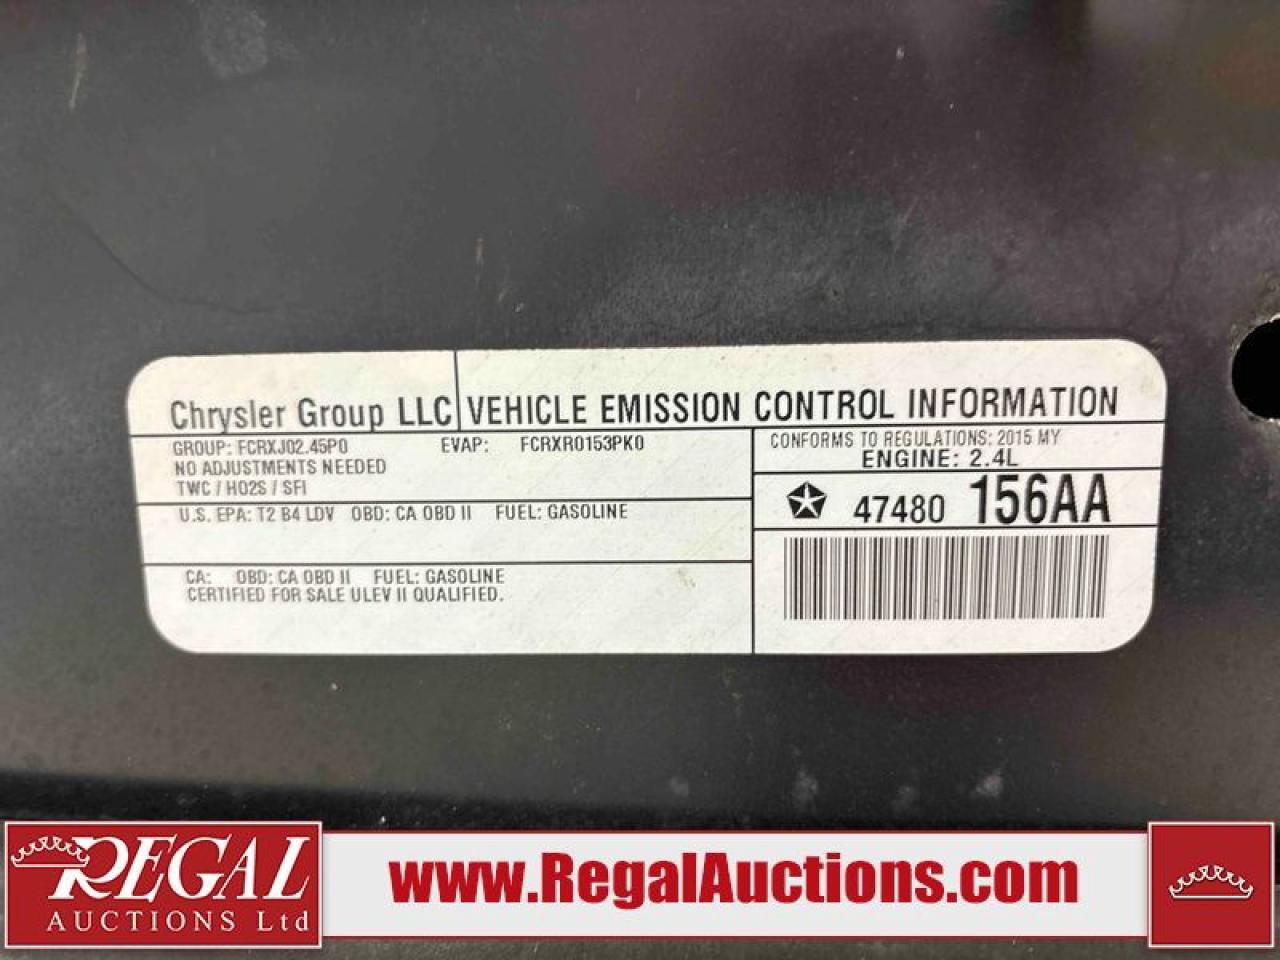 Chrysler Group LLC VEHICLE EMISSION CONTROL INFORMATION
GROUP: FCRXJ02.45P0 EVAP: FCRXR0153PK0
NO ADJUSTMENTS NEEDED
TWC / HO2S / SFI
U.S. EPA: T2 B4 LDV OBD: CA OBD II FUEL: GASOLINE
CA: OBD: CA OBD II FUEL: GASOLINE
CERTIFIED FOR SALE ULEV II QUALIFIED.
CONFORMS TO REGULATIONS: 2015 MY
ENGINE: 2.4L
47480 156AA
REGAL
AUCTIONS Ltd
www.RegalAuctions.com